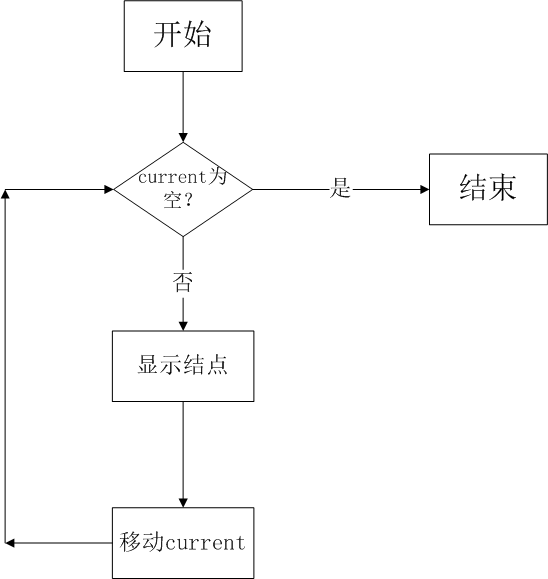 开始
current为
空?
是
结束
否
显示结点
移动current